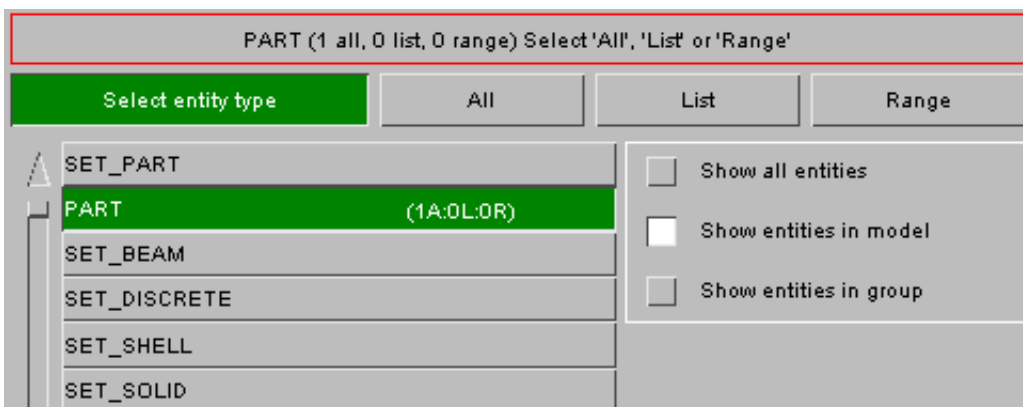 PART (1 all, 0 list, 0 range) Select 'All', 'List' or 'Range'
Select entity type All List Range
SET_PART
PART (1A:0L:0R)
SET_BEAM
SET_DISCRETE
SET_SHELL
SET_SOLID
Show all entities
Show entities in model
Show entities in group